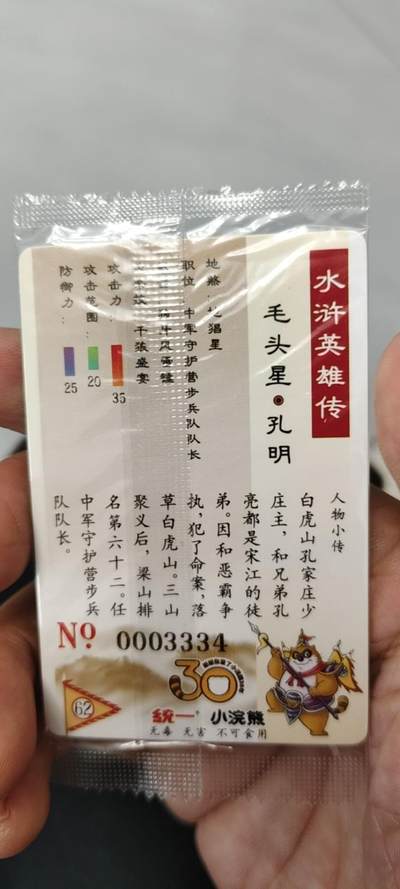 水浒英雄传
毛头星·孔明
地煞：地猖星
职位：中军守护营步兵队队长
攻击力：
35
攻击范围：
20
防御力：
25
人物小传
白虎山孔家庄少
庄主，和兄弟孔
亮都是宋江的徒
弟。因和恶霸争
执，犯了命案，落
草白虎山。三山
聚义后，梁山排
名第六十二。任
中军守护营步兵
队队长。
No 0003334
30
62
统一 小浣熊
无毒 无害 不可食用